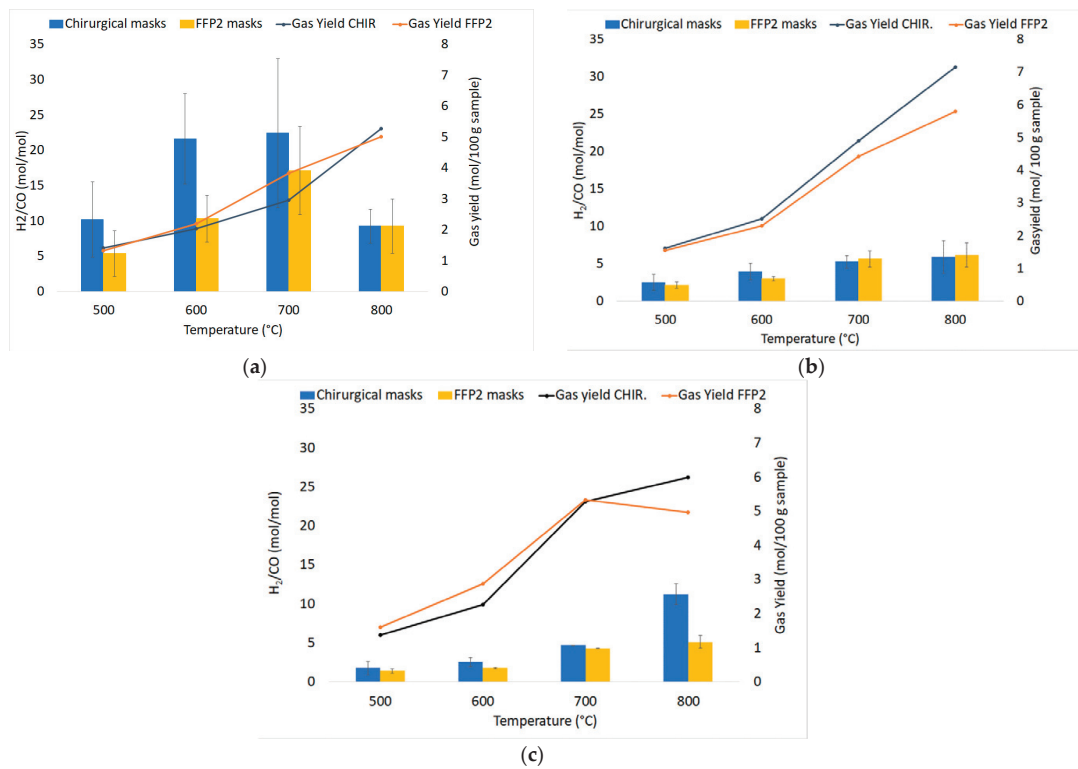 Chirurgical masks FFP2 masks Gas Yield CHIR Gas Yield FFP2
35
30
25
20
15
10
5
0
H2/CO (mol/mol)
8
7
6
5
4
3
2
1
0
Gas yield (mol/100 g sample)
500 600 700 800
Temperature (°C)
(a)
Chirurgical masks FFP2 masks Gas Yield CHIR. Gas Yield FFP2
35
30
25
20
15
10
5
0
H₂/CO (mol/mol)
8
7
6
5
4
3
2
1
0
Gasyield (mol/ 100 g sample)
500 600 700 800
Temperature (°C)
(b)
Chirurgical masks FFP2 masks Gas yield CHIR. Gas Yield FFP2
35
30
25
20
15
10
5
0
H₂/CO (mol/mol)
8
7
6
5
4
3
2
1
0
Gas Yield (mol/100 g sample)
500 600 700 800
Temperature (°C)
(c)